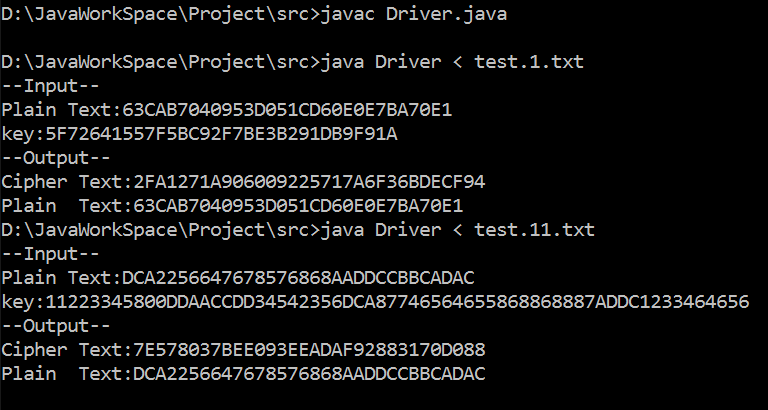 D:\JavaWorkSpace\Project\src>javac Driver.java
D:\JavaWorkSpace\Project\src>java Driver < test.1.txt
--Input--
Plain Text:63CAB7040953D051CD60E0E7BA70E1
key:5F72641557F5BC92F7BE3B291DB9F91A
--Output--
Cipher Text:2FA1271A906009225717A6F36BDECF94
Plain  Text:63CAB7040953D051CD60E0E7BA70E1
D:\JavaWorkSpace\Project\src>java Driver < test.11.txt
--Input--
Plain Text:DCA2256647678576868AADDCCBBCADAC
key:11223345800DDAACCDD34542356DCA87746564655868868887ADDC1233464656
--Output--
Cipher Text:7E578037BEE093EEADAF92883170D088
Plain  Text:DCA2256647678576868AADDCCBBCADAC